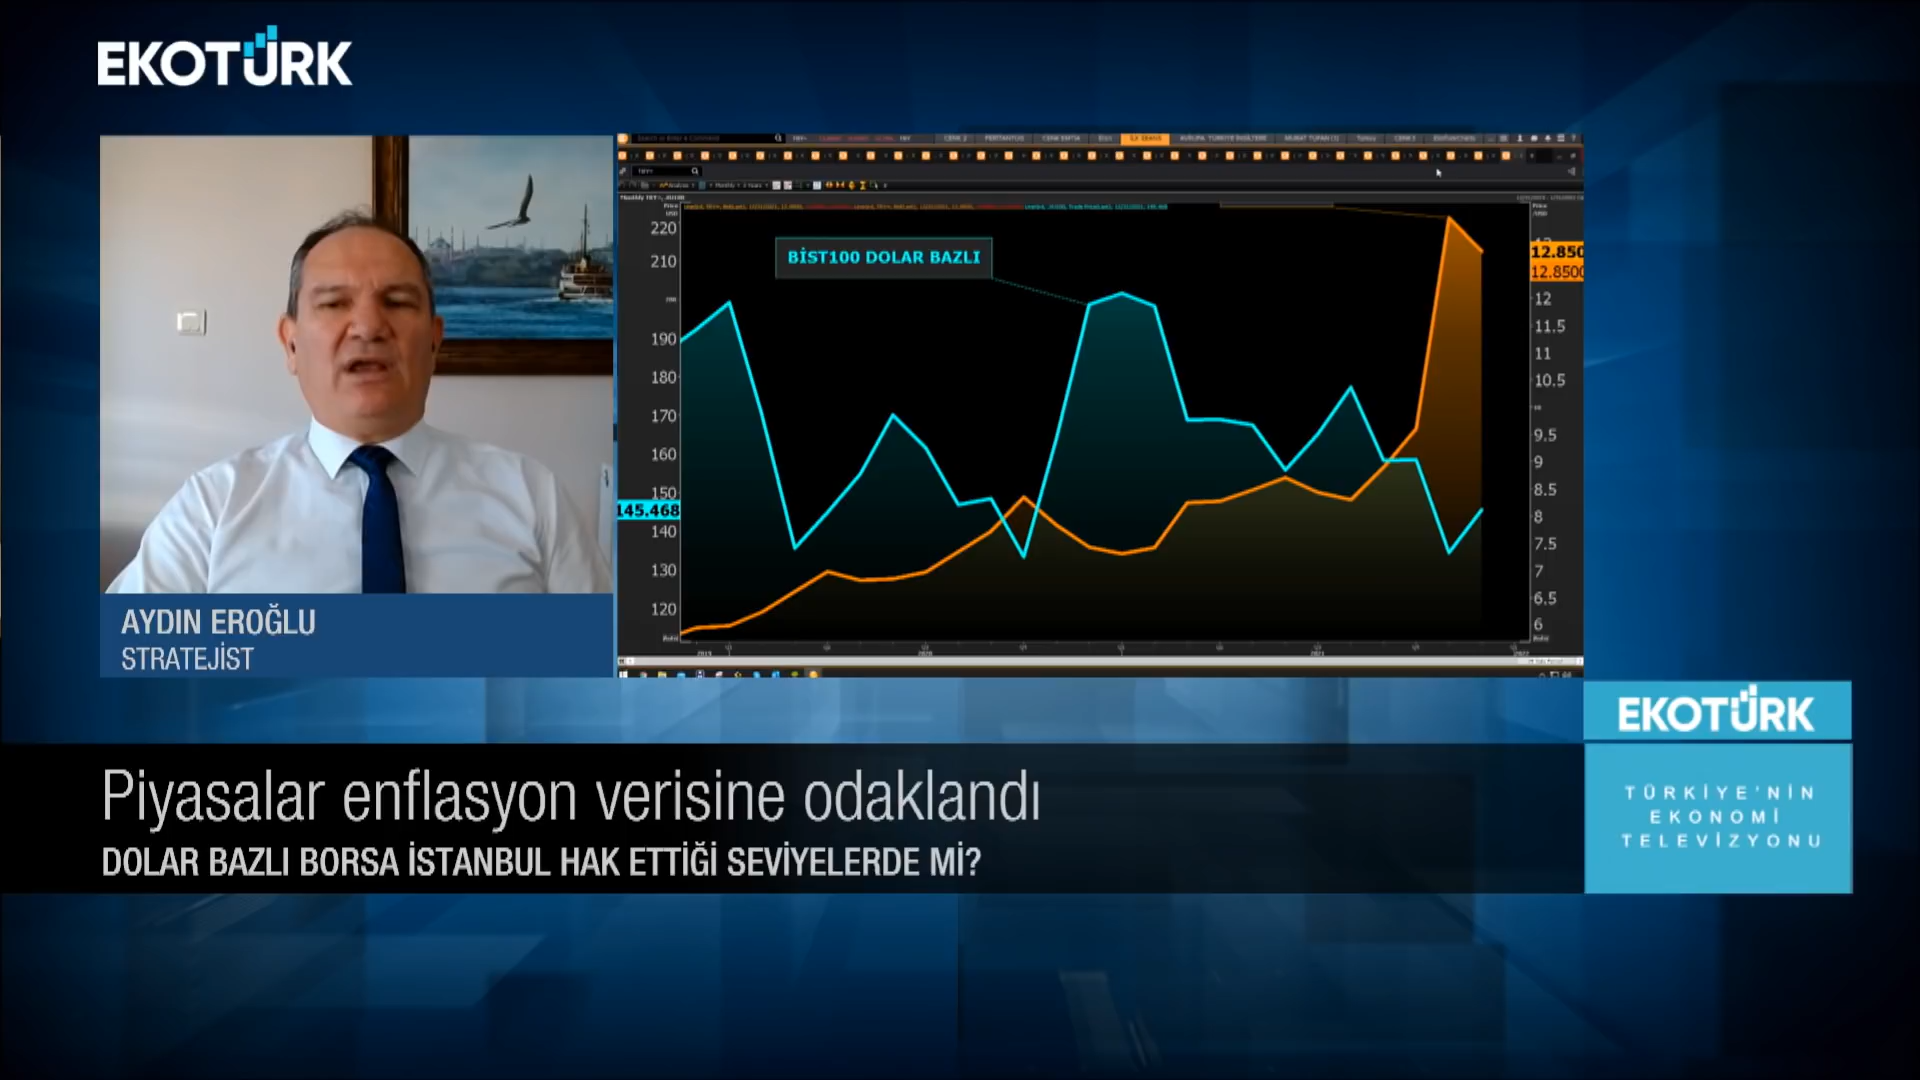 EKOTÜRK
BİST100 DOLAR BAZLI
220
210
190
180
170
160
150
145.468
140
130
120
12.850
12.8500
12
11.5
11
10.5
9.5
9
8.5
8
7.5
7
6.5
6
AYDIN EROĞLU
STRATEJİST
EKOTÜRK
Piyasalar enflasyon verisine odaklandı
DOLAR BAZLI BORSA İSTANBUL HAK ETTİĞİ SEVİYELERDE Mİ?
TÜRKİYE'NİN
EKONOMİ
TELEVİZYONU